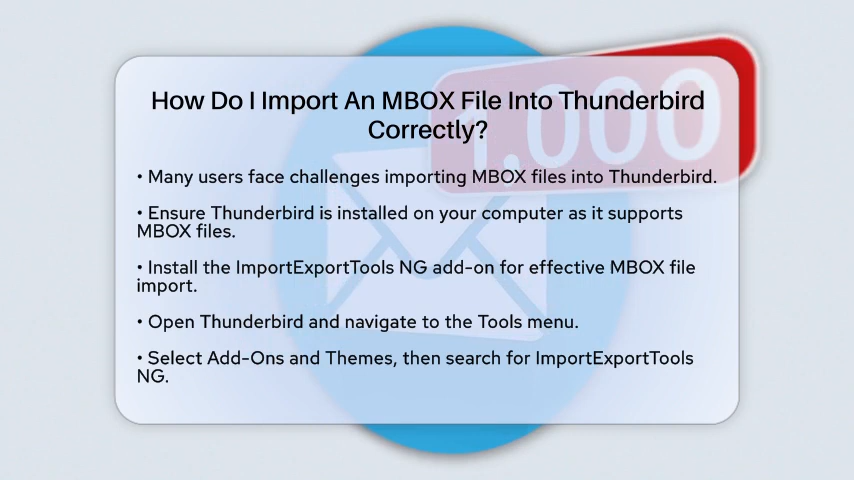 How Do I Import An MBOX File Into Thunderbird
Correctly?
1,000
• Many users face challenges importing MBOX files into Thunderbird.
• Ensure Thunderbird is installed on your computer as it supports
MBOX files.
• Install the ImportExportTools NG add-on for effective MBOX file
import.
• Open Thunderbird and navigate to the Tools menu.
• Select Add-Ons and Themes, then search for ImportExportTools
NG.